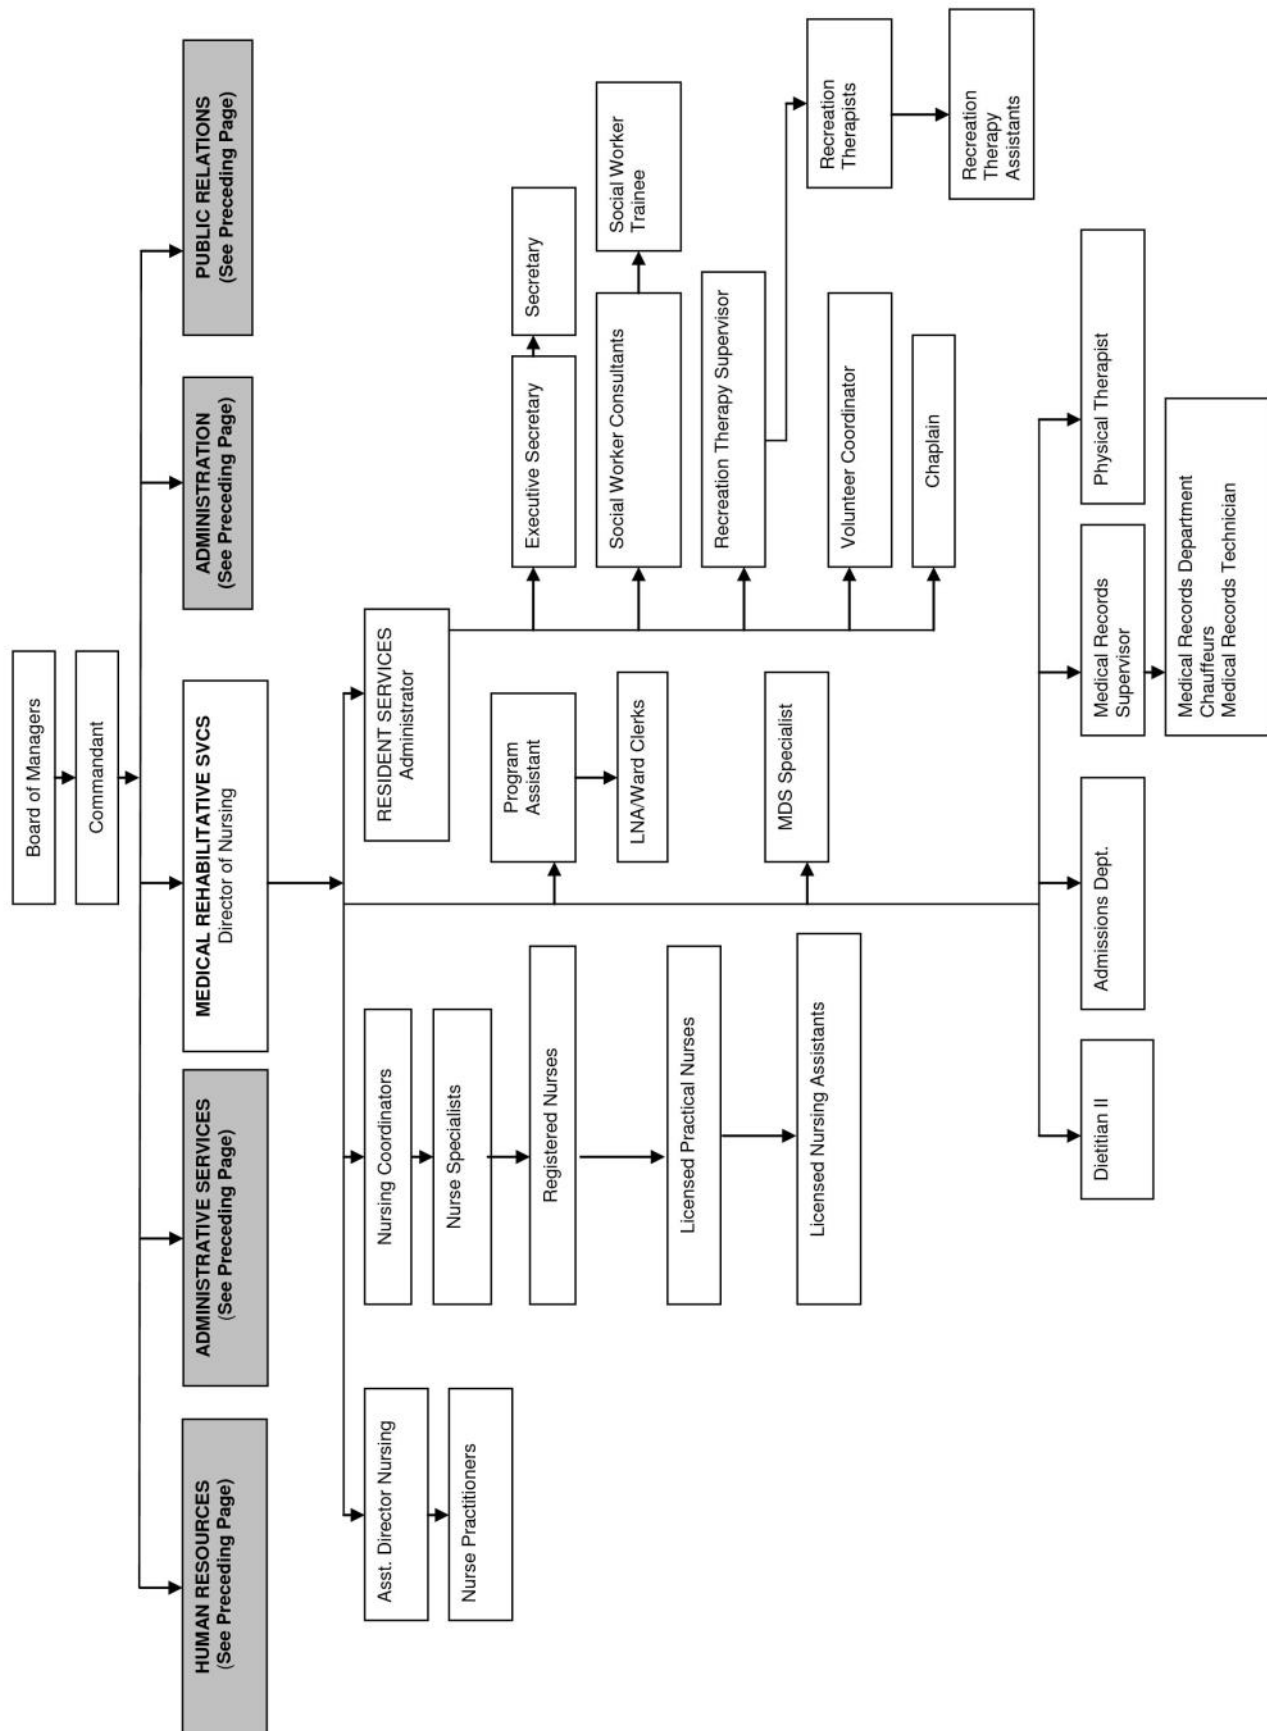 Board of Managers
Commandant
HUMAN RESOURCES
(See Preceding Page)
ADMINISTRATIVE SERVICES
(See Preceding Page)
MEDICAL REHABILITATIVE SVCS
Director of Nursing
ADMINISTRATION
(See Preceding Page)
PUBLIC RELATIONS
(See Preceding Page)
Asst. Director Nursing
Nurse Practitioners
Nursing Coordinators
Nurse Specialists
Registered Nurses
Licensed Practical Nurses
Licensed Nursing Assistants
Program
Assistant
LNA/Ward Clerks
MDS Specialist
RESIDENT SERVICES
Administrator
Executive Secretary
Secretary
Social Worker Consultants
Social Worker
Trainee
Recreation Therapy Supervisor
Recreation
Therapists
Recreation
Therapy
Assistants
Volunteer Coordinator
Chaplain
Dietitian II
Admissions Dept.
Medical Records
Supervisor
Medical Records Department
Chauffeurs
Medical Records Technician
Physical Therapist